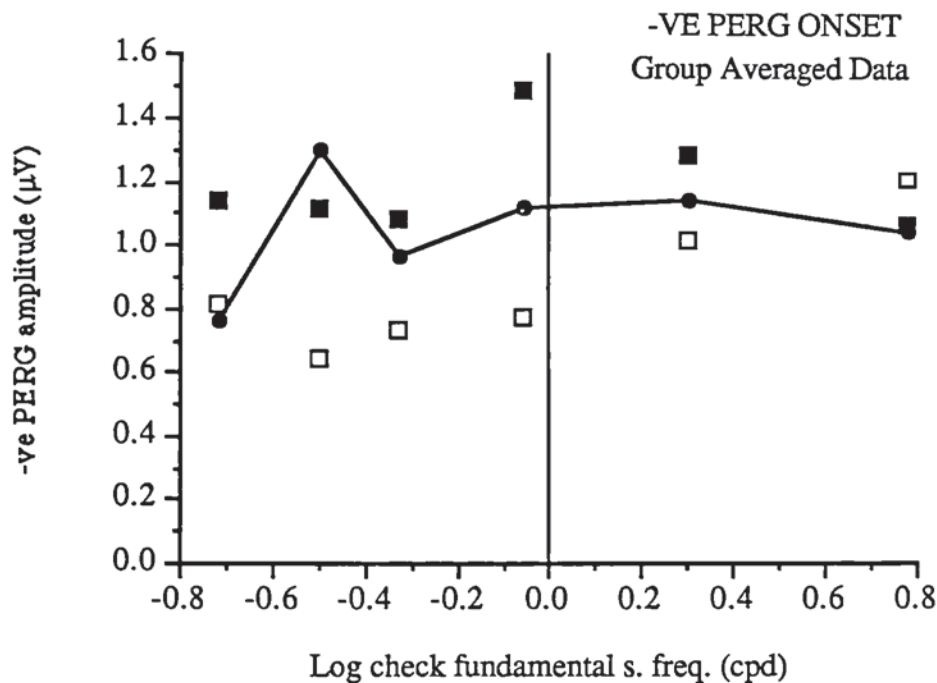 -VE PERG ONSET
Group Averaged Data
1.6
1.4
1.2
1.0
0.8
0.6
0.4
0.2
0.0
-ve PERG amplitude (µV)
-0.8 -0.6 -0.4 -0.2 0.0 0.2 0.4 0.6 0.8
Log check fundamental s. freq. (cpd)